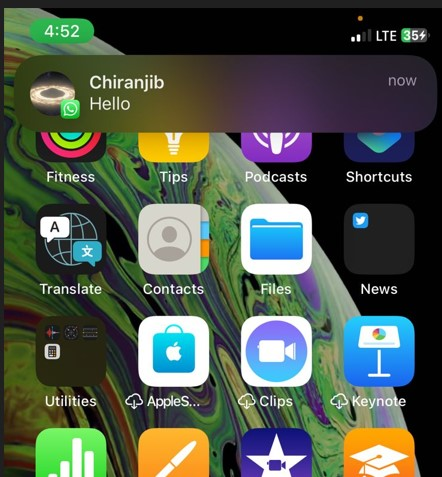 4:52
LTE 35
Chiranjib
now
Hello
Fitness
Tips
Podcasts
Shortcuts
A
文
Translate
Contacts
Files
News
Utilities
AppleS...
Clips
Keynote